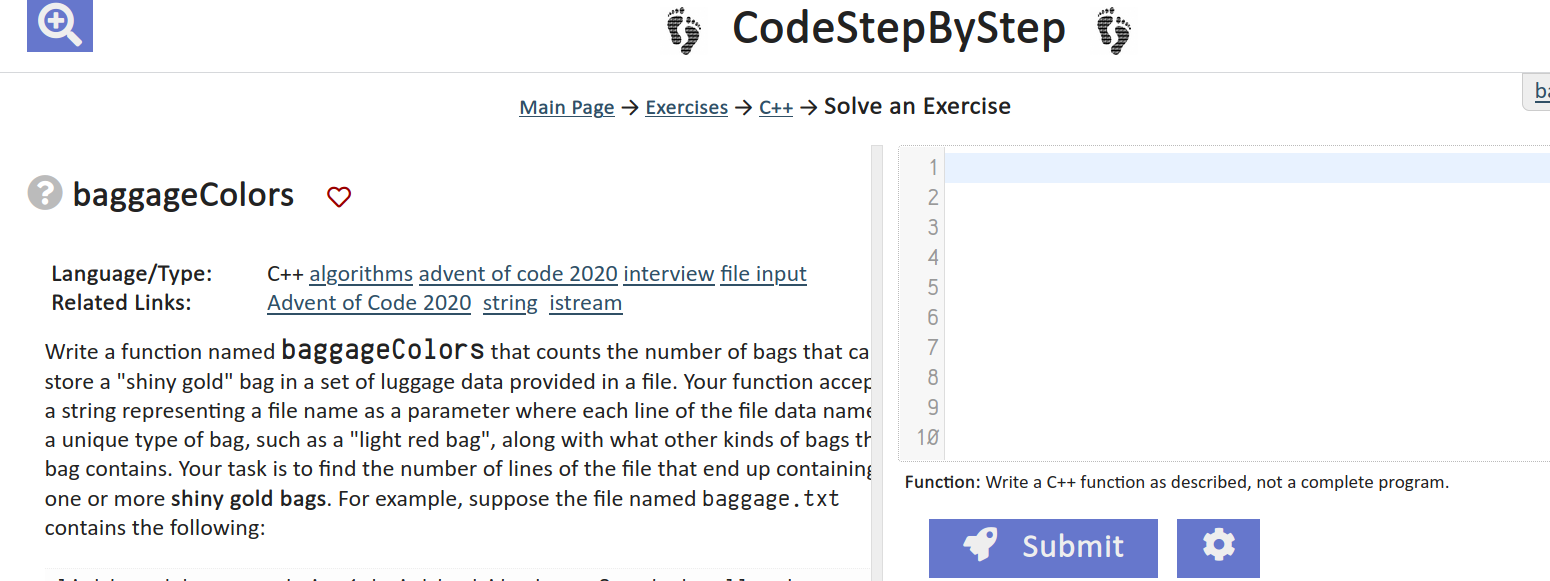 CodeStepByStep
Main Page → Exercises → C++ → Solve an Exercise
baggageColors
Language/Type: C++ algorithms advent of code 2020 interview file input
Related Links: Advent of Code 2020 string istream
Write a function named baggageColors that counts the number of bags that ca
store a "shiny gold" bag in a set of luggage data provided in a file. Your function accep
a string representing a file name as a parameter where each line of the file data name
a unique type of bag, such as a "light red bag", along with what other kinds of bags th
bag contains. Your task is to find the number of lines of the file that end up containing
one or more shiny gold bags. For example, suppose the file named baggage.txt
contains the following:
1
2
3
4
5
6
7
8
9
10
Function: Write a C++ function as described, not a complete program.
Submit